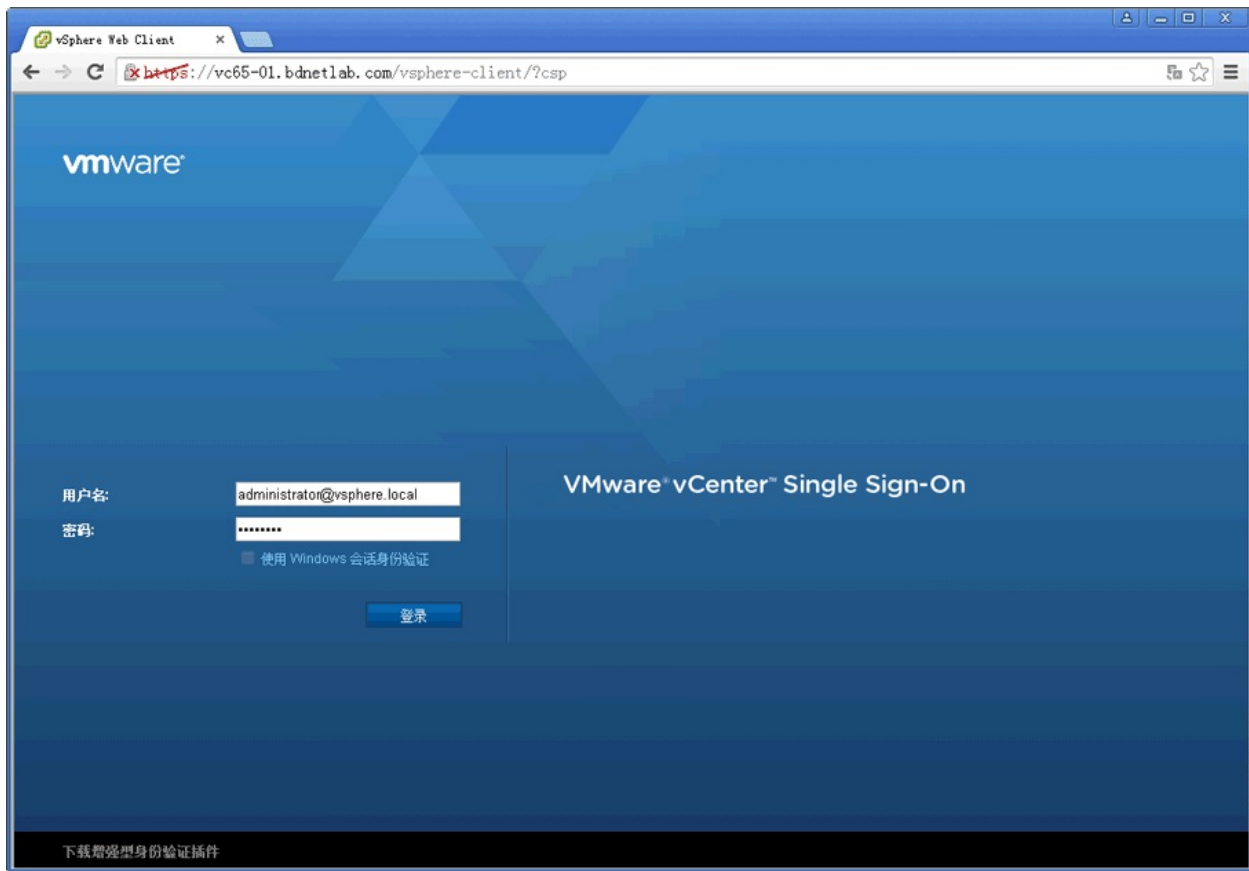 vSphere Web Client
https://vc65-01.bdnetlab.com/vsphere-client/?csp
vmware®
用户名:
administrator@vsphere.local
VMware® vCenter™ Single Sign-On
密码:
••••••••
使用 Windows 会话身份验证
登录
下载增强型身份验证插件